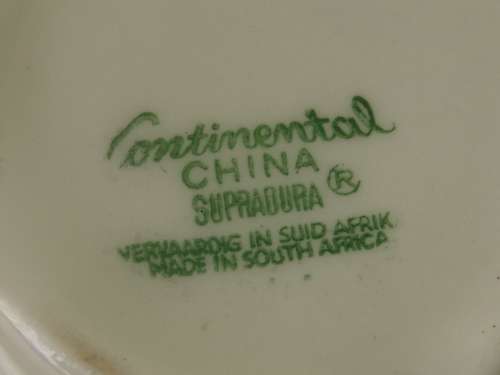 Continental
CHINA
SUPRADURA ®
VERVAARDIG IN SUID AFRIK
MADE IN SOUTH AFRICA